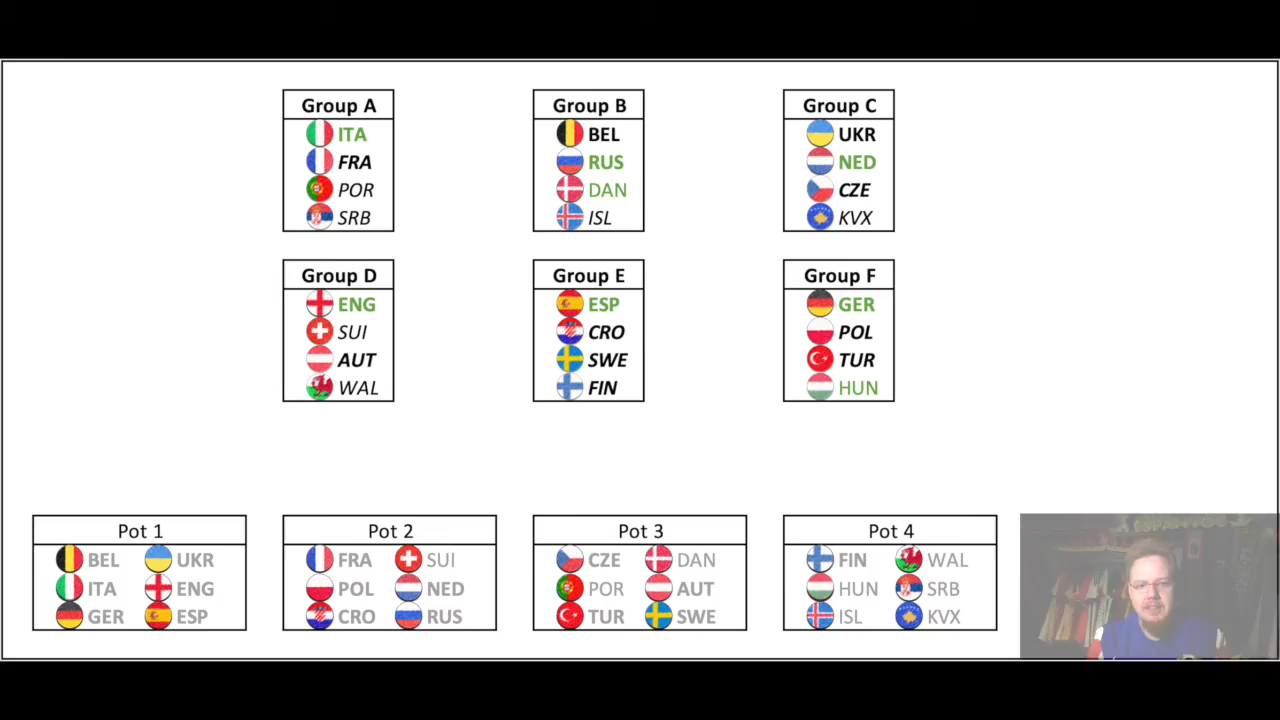 Group A
ITA
FRA
POR
SRB
Group B
BEL
RUS
DAN
ISL
Group C
UKR
NED
CZE
KVX
Group D
ENG
SUI
AUT
WAL
Group E
ESP
CRO
SWE
FIN
Group F
GER
POL
TUR
HUN
Pot 1
BEL UKR
ITA ENG
GER ESP
Pot 2
FRA SUI
POL NED
CRO RUS
Pot 3
CZE DAN
POR AUT
TUR SWE
Pot 4
FIN WAL
HUN SRB
ISL KVX